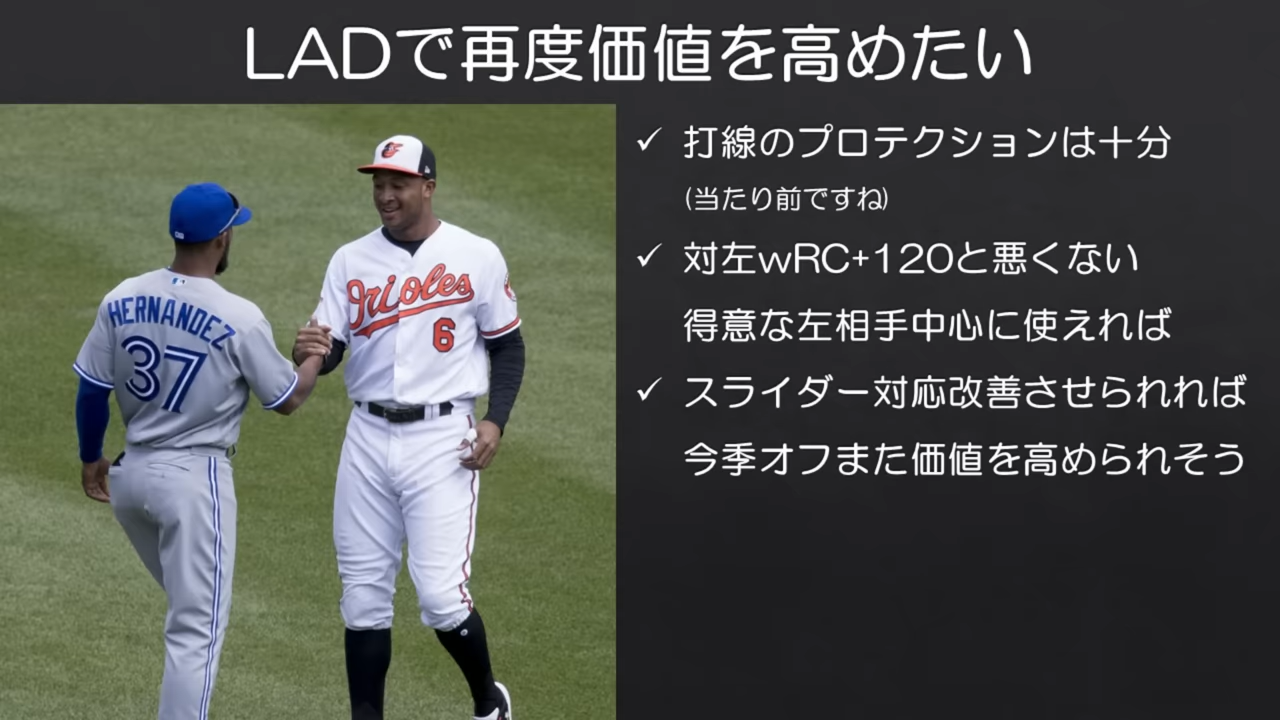 LADで再度価値を高めたい
✓ 打線のプロテクションは十分
(当たり前ですね)
✓ 対左wRC+120と悪くない
得意な左相手中心に使えれば
✓ スライダー対応改善させられれば
今季オフまた価値を高められそう
HERNANDEZ
37
Orioles
6